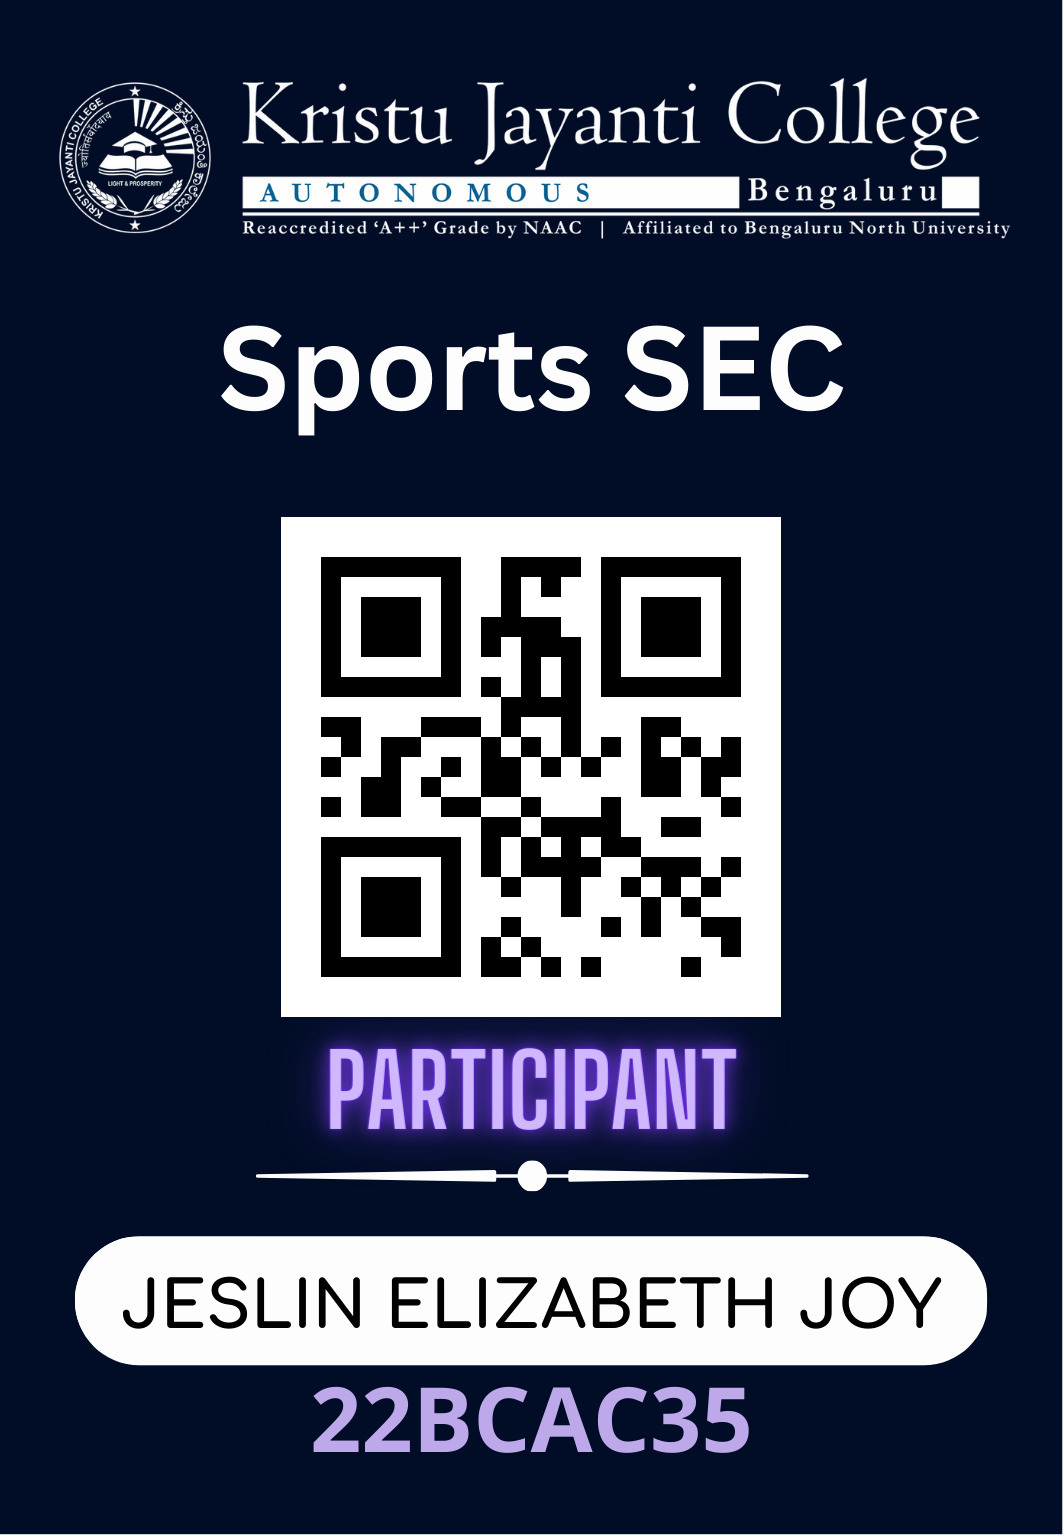 KRISTU JAYANTI COLLEGE
ಕ್ರಿಸ್ತು ಜಯಂತಿ ಕಾಲೇಜು
LIGHT & PROSPERITY
Kristu Jayanti College
AUTONOMOUS Bengaluru
Reaccredited ‘A++’ Grade by NAAC | Affiliated to Bengaluru North University
Sports SEC
PARTICIPANT
JESLIN ELIZABETH JOY
22BCAC35